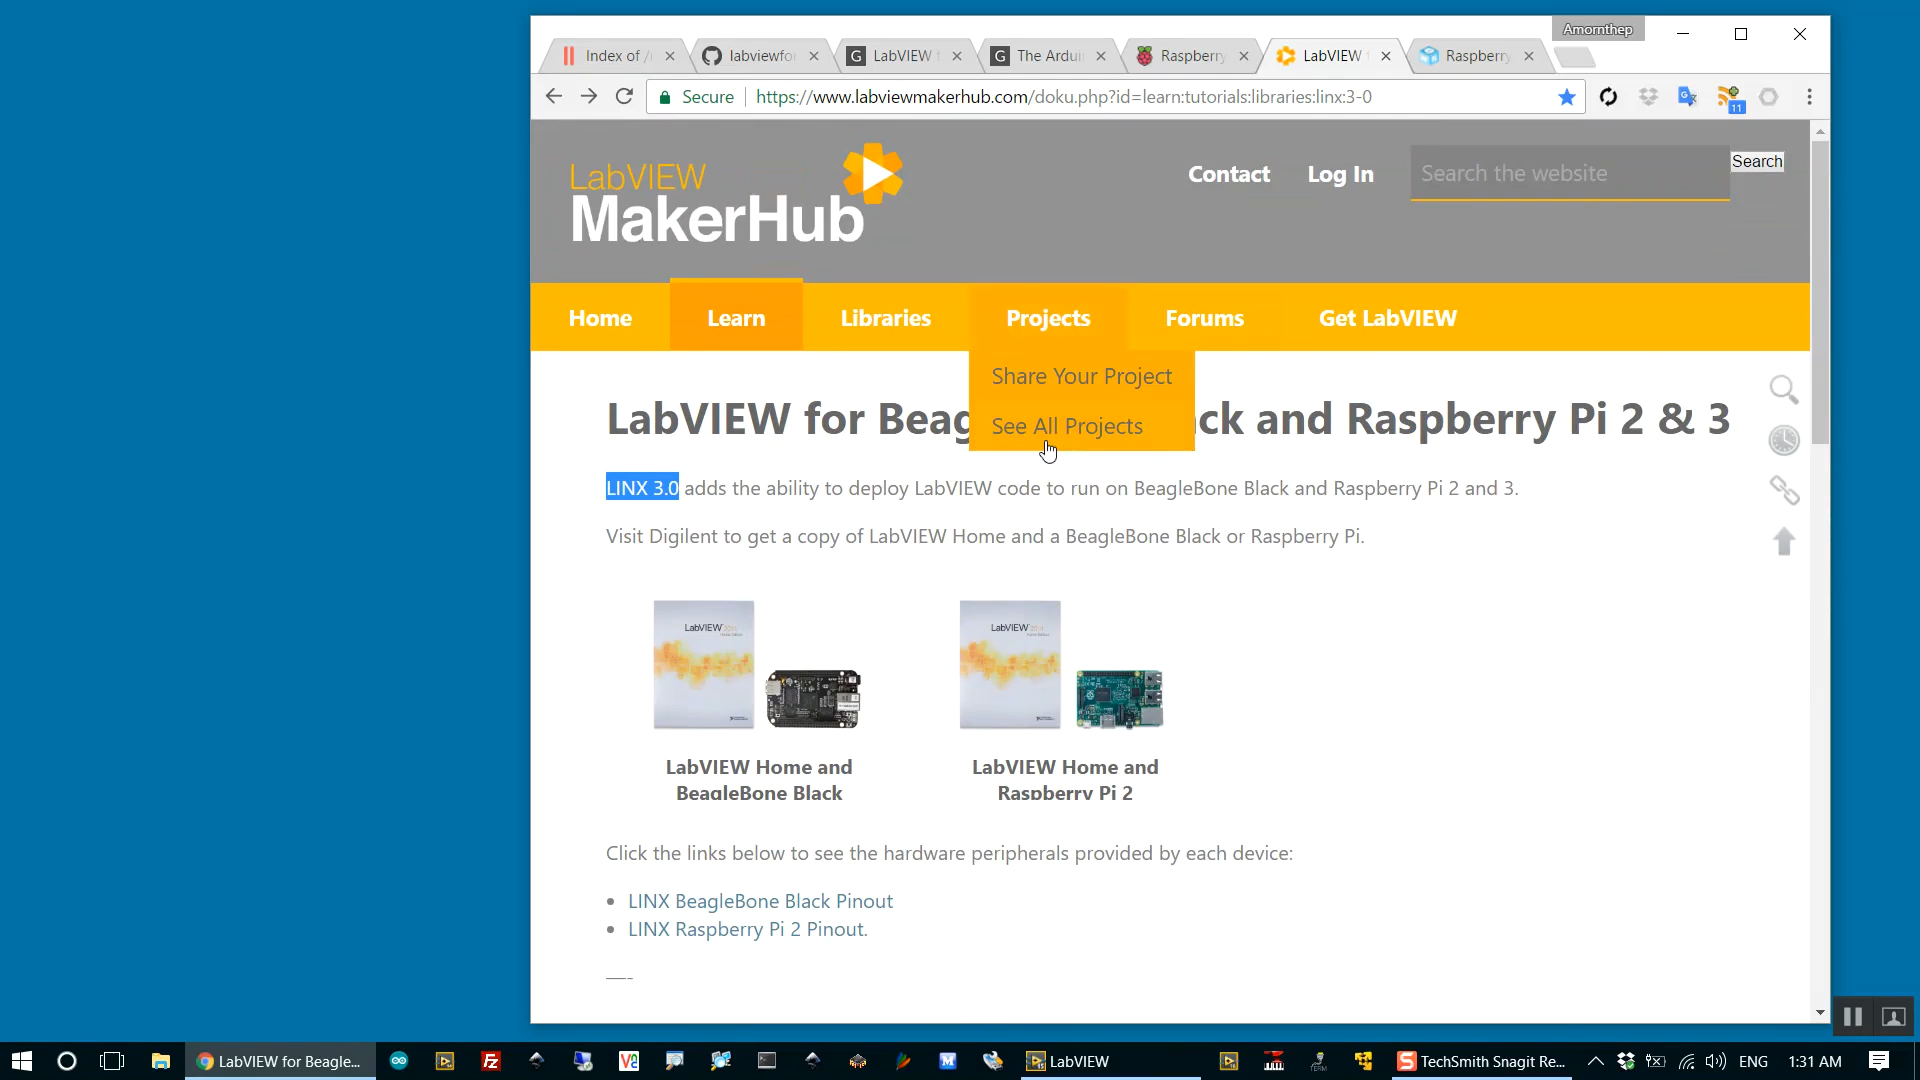 Amornthep
Index of /
labviewfo
LabVIEW
The Ardui
Raspberry
LabVIEW
Raspberry
Secure
https://www.labviewmakerhub.com/doku.php?id=learn:tutorials:libraries:linx:3-0
11
LabVIEW
MakerHub
Contact
Log In
Search the website
Search
Home
Learn
Libraries
Projects
Forums
Get LabVIEW
Share Your Project
See All Projects
LabVIEW for Beag ck and Raspberry Pi 2 & 3
LINX 3.0 adds the ability to deploy LabVIEW code to run on BeagleBone Black and Raspberry Pi 2 and 3.
Visit Digilent to get a copy of LabVIEW Home and a BeagleBone Black or Raspberry Pi.
LabVIEW
LabVIEW
LabVIEW Home and
BeagleBone Black
LabVIEW Home and
Raspberry Pi 2
Click the links below to see the hardware peripherals provided by each device:
• LINX BeagleBone Black Pinout
• LINX Raspberry Pi 2 Pinout.
—-
LabVIEW for Beagle...
LabVIEW
TechSmith Snagit Re...
ENG
1:31 AM